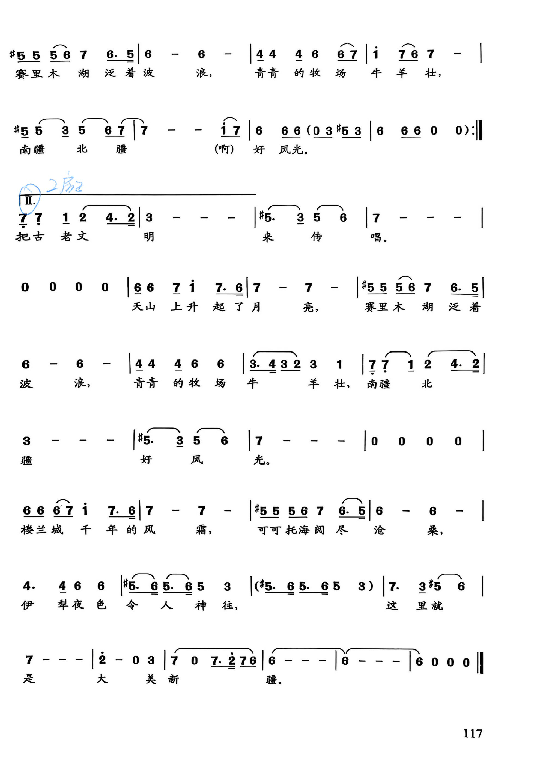 #5 5 5 6 7 6. 5 | 6 - 6 - | 4 4 4 6 6 7 | i 7 6 7 - |
赛里木 湖 泛着 波 浪， 青青 的牧 场 牛 羊 壮，
#5 5 3 5 6 7 | 7 - - i 7 | 6 6 6 (0 3 #5 3 | 6 6 6 0 0) :||
南疆 北 疆 (啊) 好 风光。
II.
7 7 1 2 4. 2 | 3 - - - | #5. 3 5 6 | 7 - - - |
把古 老文 明 来 传 唱。
0 0 0 0 | 6 6 7 i 7. 6 | 7 - 7 - | #5 5 5 6 7 6. 5 |
天山 上升 起了 月 亮， 赛里木 湖 泛着
6 - 6 - | 4 4 4 6 6 | 3. 4 3 2 3 1 | 7 7 1 2 4. 2 |
波 浪， 青青 的牧 场 牛 羊 壮，南疆 北
3 - - - | #5. 3 5 6 | 7 - - - | 0 0 0 0 |
疆 好 风 光。
6 6 6 7 i 7. 6 | 7 - 7 - | #5 5 5 6 7 6. 5 | 6 - 6 - |
楼兰城 千 年的 风 霜， 可可托海阅 尽 沧 桑，
4. 4 6 6 | #5. 6 5. 6 5 3 | (#5. 6 5. 6 5 3) | 7. 3 #5 6 |
伊 犁夜 色 令 人 神 往， 这 里就
7 - - - | 2 - 0 3 | 7 0 7. 2 7 6 | 6 - - - | 6 - - - | 6 0 0 0 ||
是 大 美 新 疆。
117